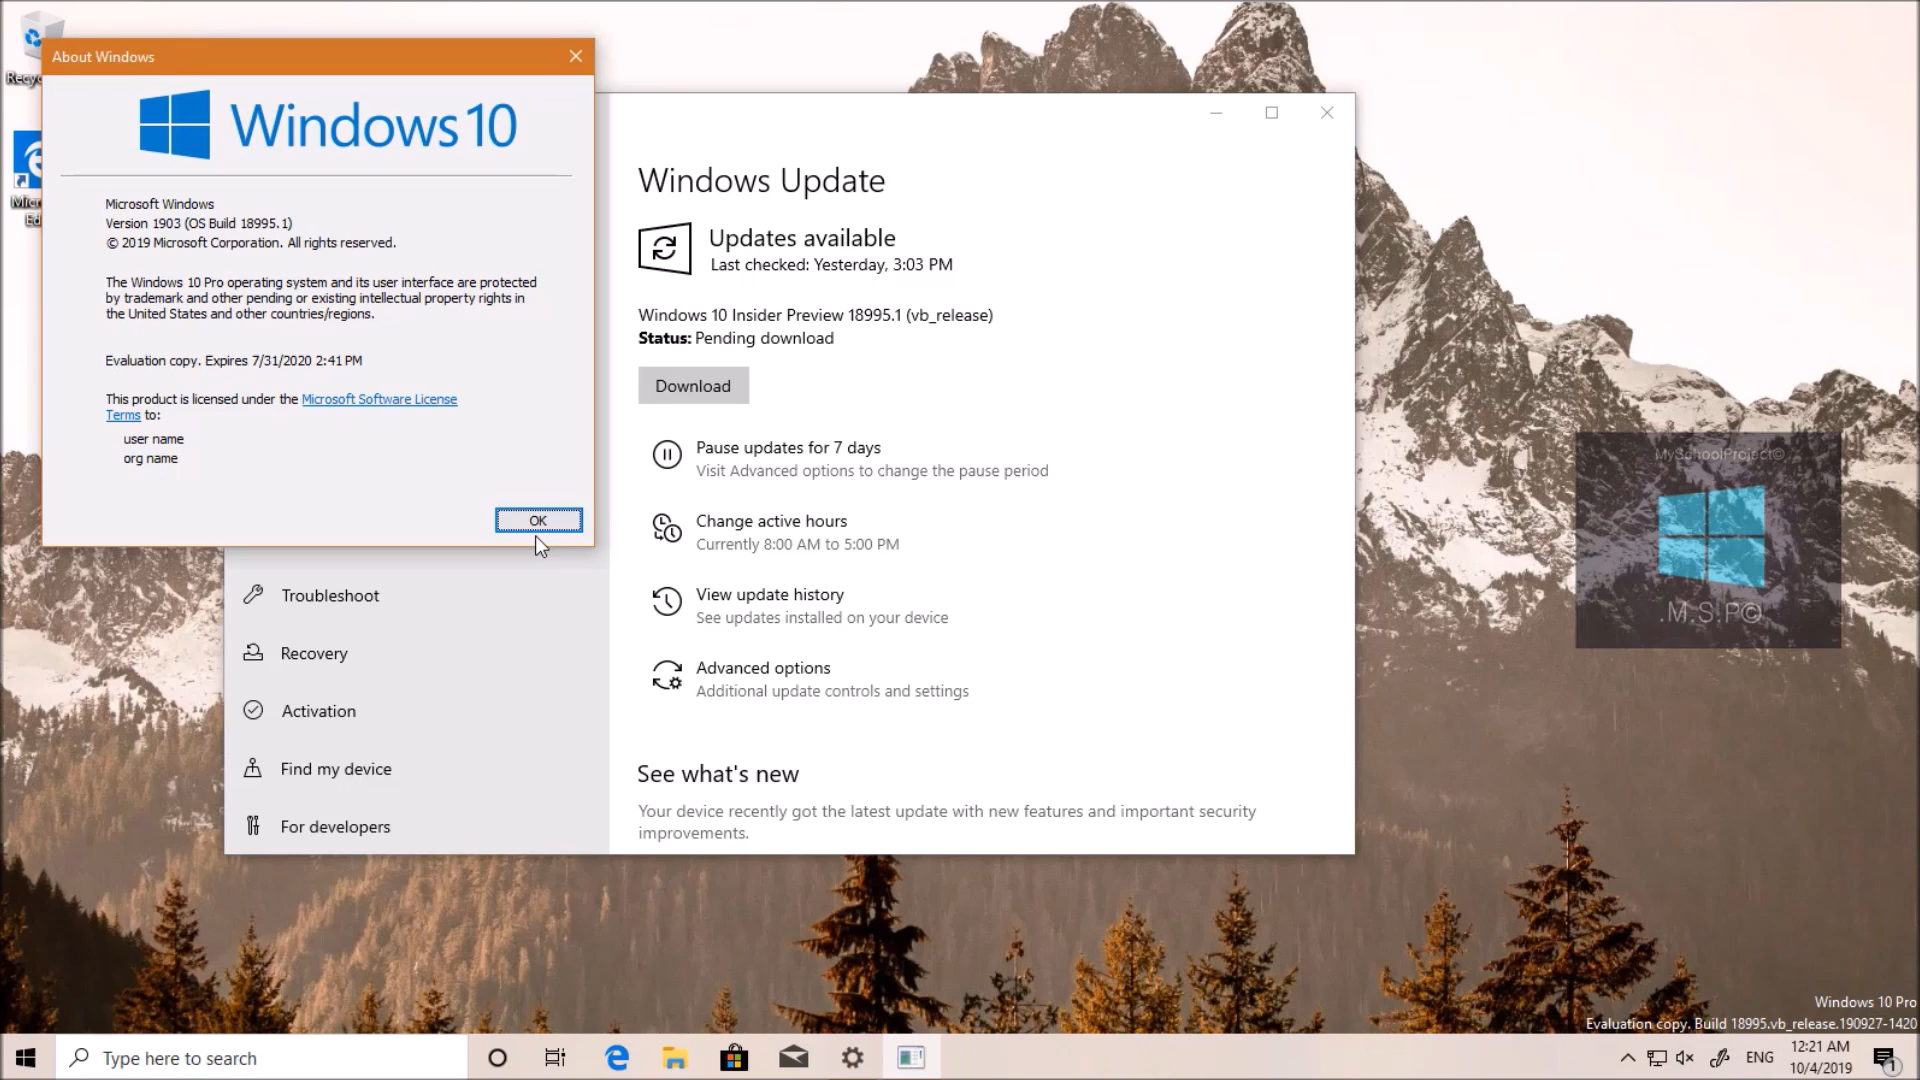 Recyc
Micr
Ed
About Windows
Windows 10
Microsoft Windows
Version 1903 (OS Build 18995.1)
© 2019 Microsoft Corporation. All rights reserved.
The Windows 10 Pro operating system and its user interface are protected
by trademark and other pending or existing intellectual property rights in
the United States and other countries/regions.
Evaluation copy. Expires 7/31/2020 2:41 PM
This product is licensed under the Microsoft Software License
Terms to:
user name
org name
OK
Troubleshoot
Recovery
Activation
Find my device
For developers
Windows Update
Updates available
Last checked: Yesterday, 3:03 PM
Windows 10 Insider Preview 18995.1 (vb_release)
Status: Pending download
Download
Pause updates for 7 days
Visit Advanced options to change the pause period
Change active hours
Currently 8:00 AM to 5:00 PM
View update history
See updates installed on your device
Advanced options
Additional update controls and settings
See what's new
Your device recently got the latest update with new features and important security
improvements.
MySchoolProject©
.M.S.P©
Windows 10 Pro
Evaluation copy. Build 18995.vb_release.190927-1420
Type here to search
ENG
12:21 AM
10/4/2019
1